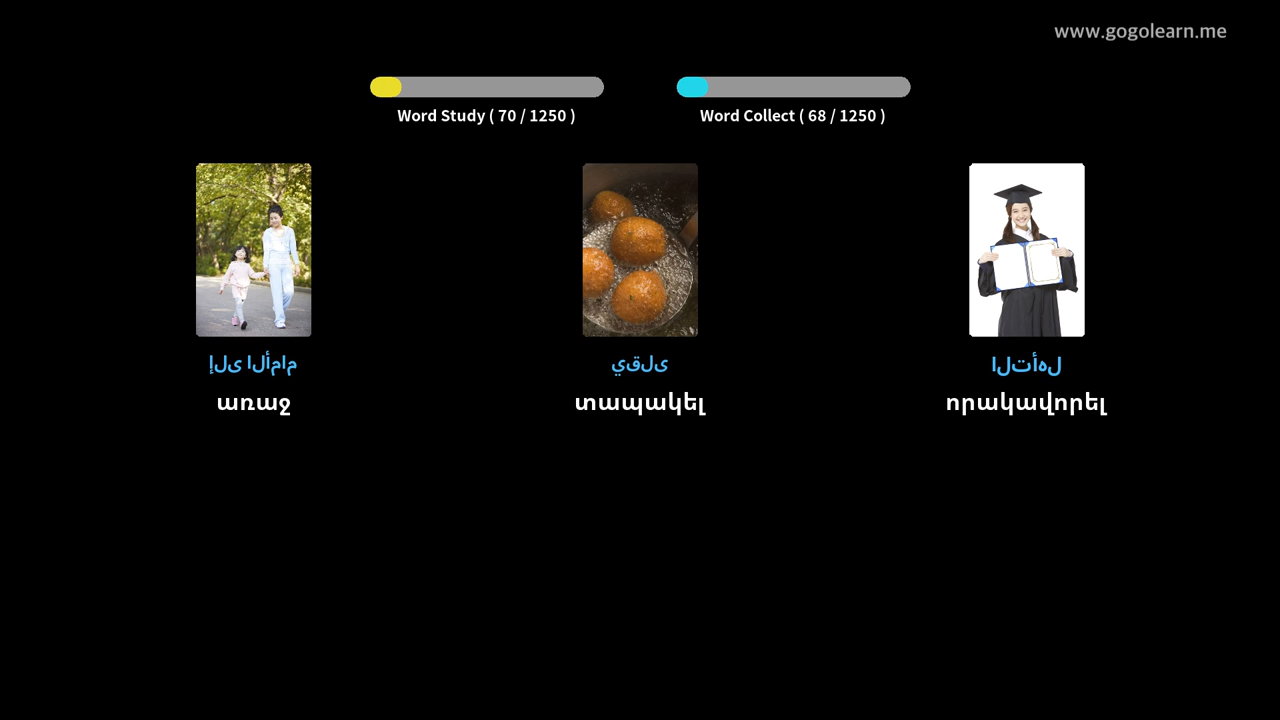 www.gogolearn.me
Word Study ( 70 / 1250 )
Word Collect ( 68 / 1250 )
إلى الأمام
يقلى
التأهل
առաջ
տապակել
որակավորել